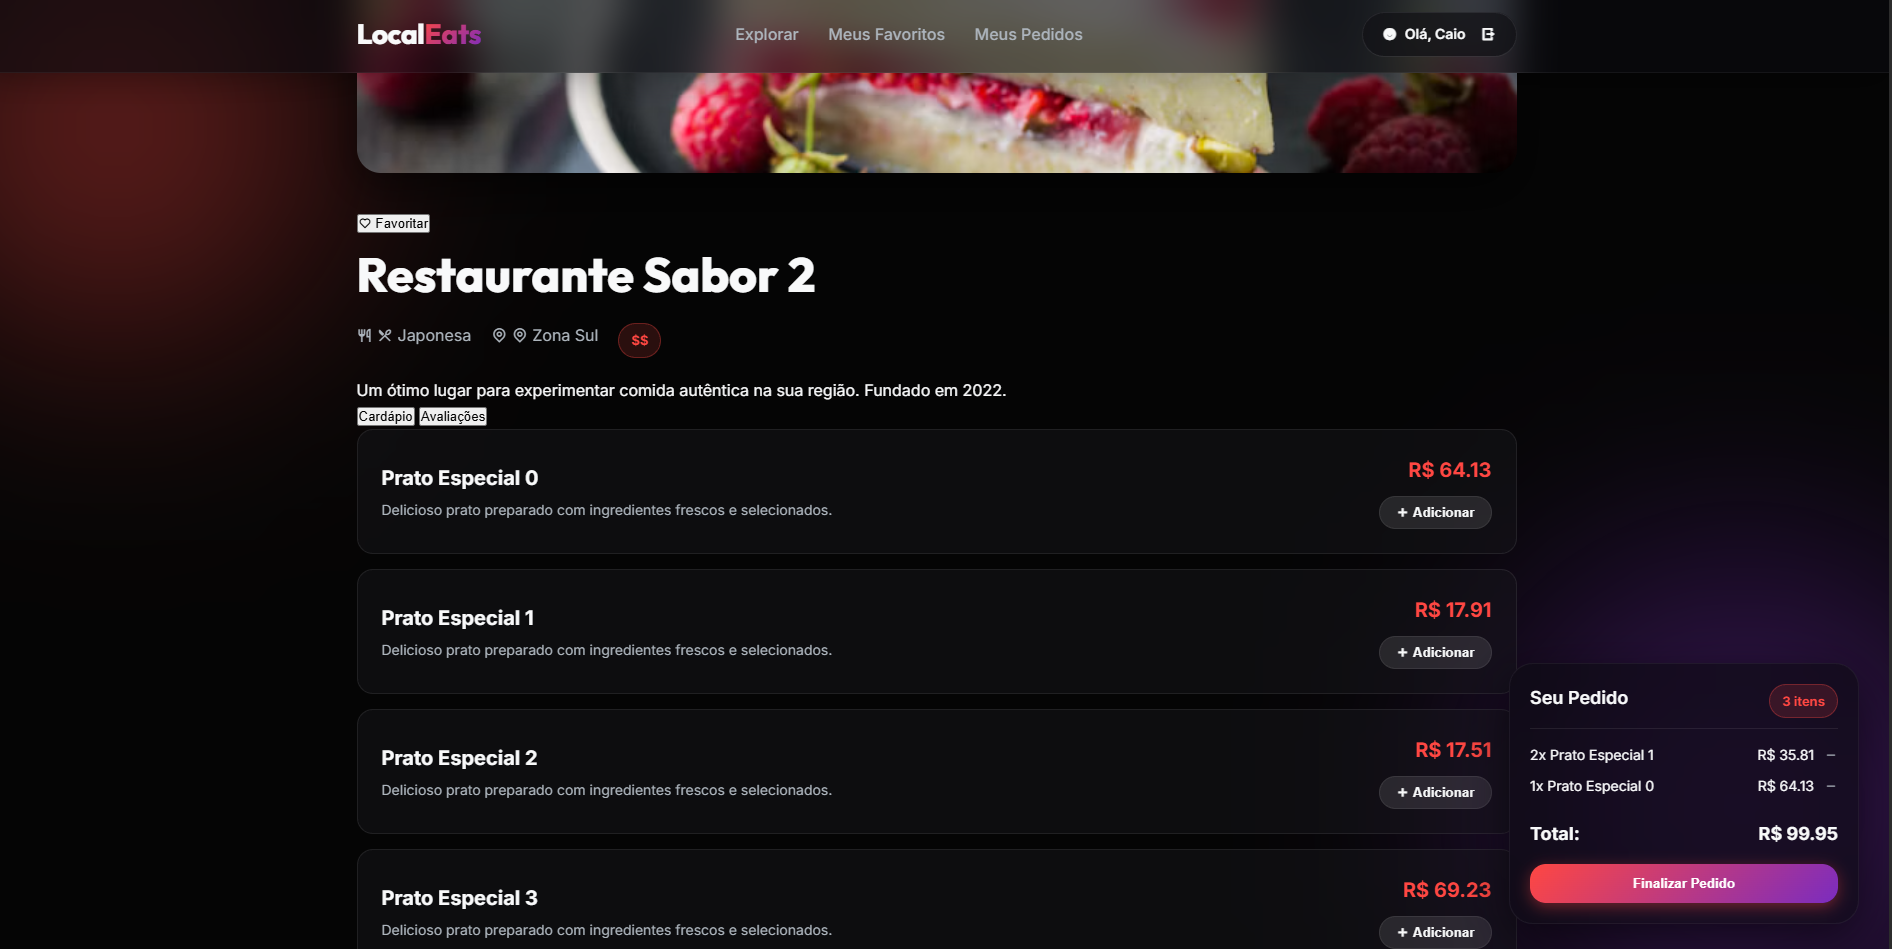 LocalEats
Explorar
Meus Favoritos
Meus Pedidos
Olá, Caio
Favoritar
Restaurante Sabor 2
Japonesa
Zona Sul
$$
Um ótimo lugar para experimentar comida autêntica na sua região. Fundado em 2022.
Cardápio
Avaliações
Prato Especial 0
Delicioso prato preparado com ingredientes frescos e selecionados.
R$ 64.13
+ Adicionar
Prato Especial 1
Delicioso prato preparado com ingredientes frescos e selecionados.
R$ 17.91
+ Adicionar
Prato Especial 2
Delicioso prato preparado com ingredientes frescos e selecionados.
R$ 17.51
+ Adicionar
Prato Especial 3
Delicioso prato preparado com ingredientes frescos e selecionados.
R$ 69.23
+ Adicionar
Seu Pedido
3 itens
2x Prato Especial 1 R$ 35.81 −
1x Prato Especial 0 R$ 64.13 −
Total: R$ 99.95
Finalizar Pedido